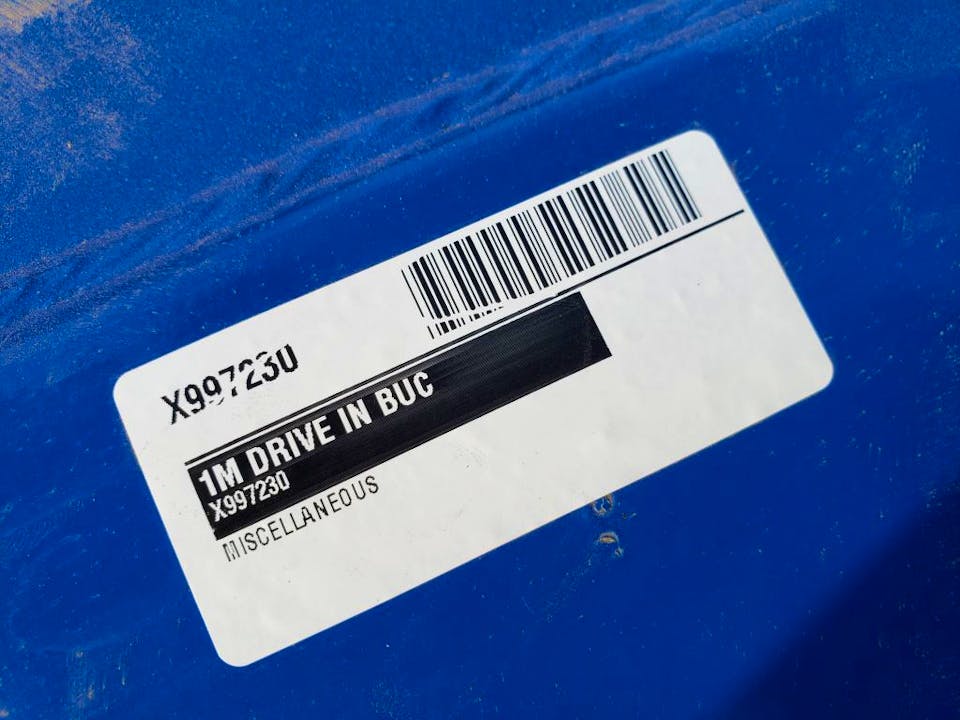 X997230
1M DRIVE IN BUC
X997230
MISCELLANEOUS